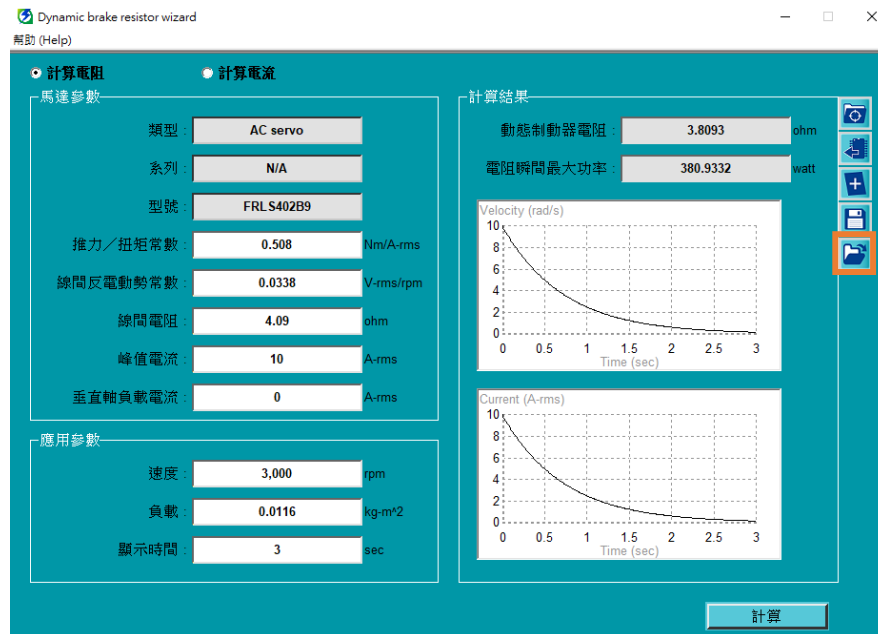 Dynamic brake resistor wizard
幫助 (Help)
計算電阻 計算電流
馬達參數
類型 : AC servo
系列 : N/A
型號 : FRLS402B9
推力／扭矩常數 : 0.508 Nm/A-rms
線間反電動勢常數 : 0.0338 V-rms/rpm
線間電阻 : 4.09 ohm
峰值電流 : 10 A-rms
垂直軸負載電流 : 0 A-rms
應用參數
速度 : 3,000 rpm
負載 : 0.0116 kg-m^2
顯示時間 : 3 sec
計算結果
動態制動器電阻 : 3.8093 ohm
電阻瞬間最大功率 : 380.9332 watt
Velocity (rad/s)
10
8
6
4
2
0
0 0.5 1 1.5 2 2.5 3
Time (sec)
Current (A-rms)
10
8
6
4
2
0
0 0.5 1 1.5 2 2.5 3
Time (sec)
計算